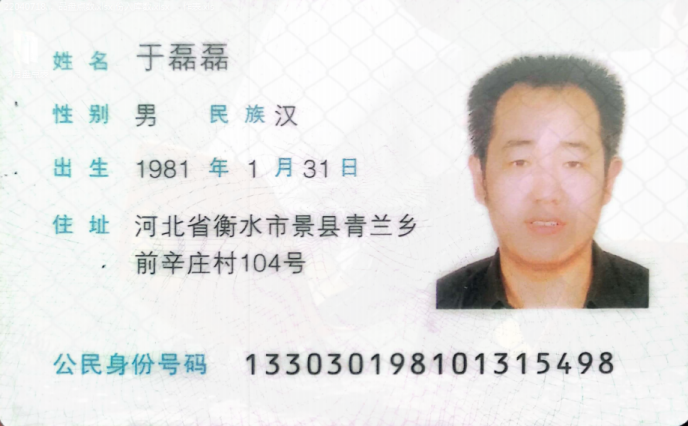 姓名 于磊磊
性别 男 民族 汉
出生 1981 年 1 月 31 日
住址 河北省衡水市景县青兰乡
前辛庄村104号
公民身份号码 133030198101315498